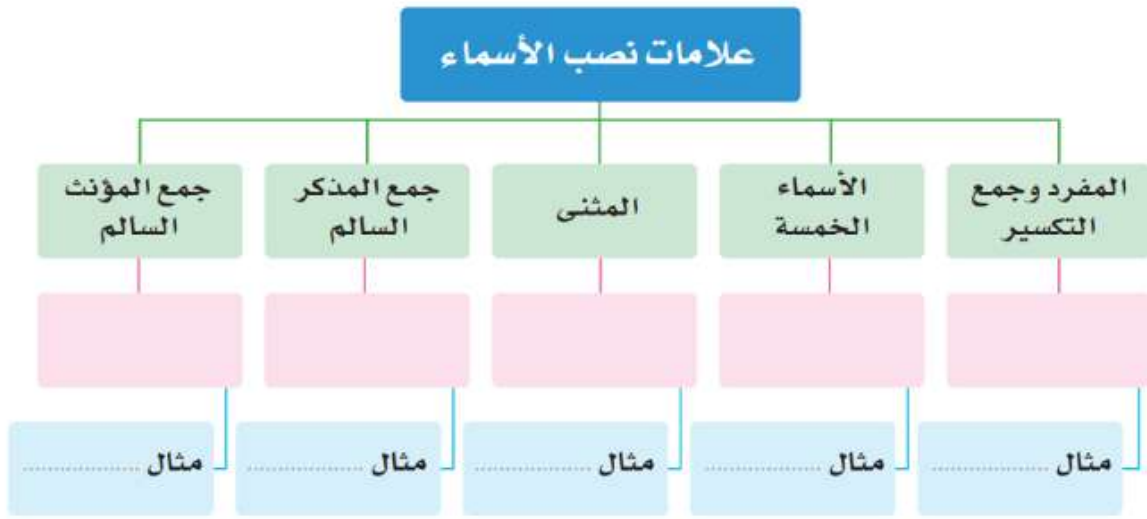 علامات نصب الأسماء
المفرد وجمع
التكسير
الأسماء
الخمسة
المثنى
جمع المذكر
السالم
جمع المؤنث
السالم
مثال ..................
مثال ..................
مثال ..................
مثال ..................
مثال ..................